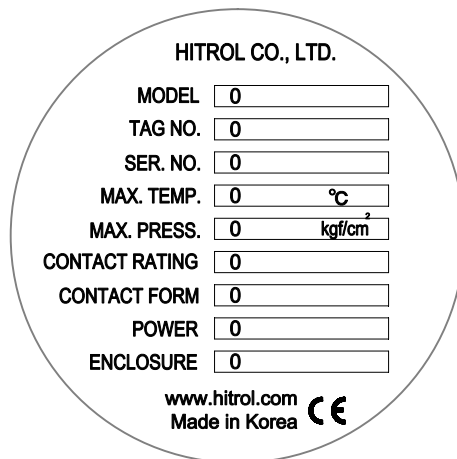 HITROL CO., LTD.
MODEL 0
TAG NO. 0
SER. NO. 0
MAX. TEMP. 0 ℃
MAX. PRESS. 0 kgf/cm²
CONTACT RATING 0
CONTACT FORM 0
POWER 0
ENCLOSURE 0
www.hitrol.com
Made in Korea CE